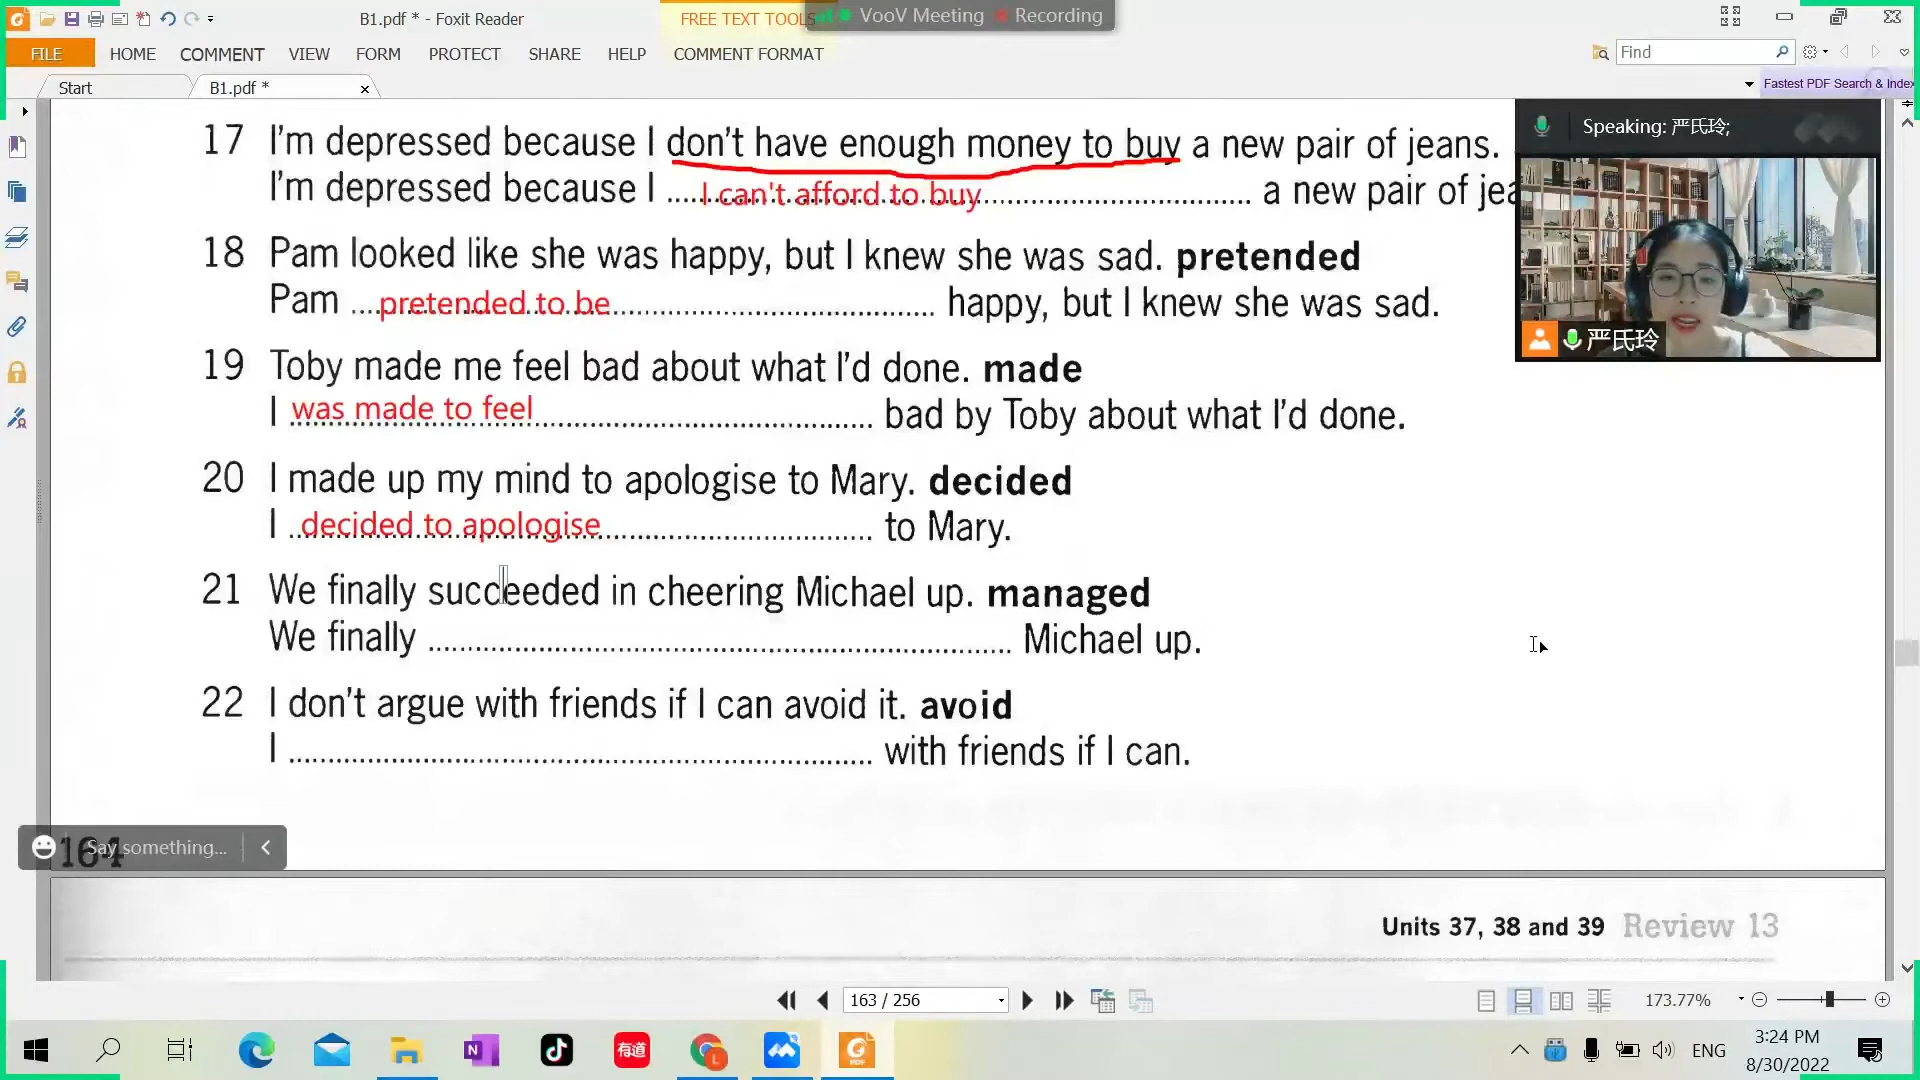 B1.pdf * - Foxit Reader
FREE TEXT TOOLS
VooV Meeting
Recording
FILE HOME COMMENT VIEW FORM PROTECT SHARE HELP COMMENT FORMAT
Find
Start
B1.pdf *
Fastest PDF Search & Index
17 I'm depressed because I don't have enough money to buy a new pair of jeans.
I'm depressed because I I can't afford to buy a new pair of jea
18 Pam looked like she was happy, but I knew she was sad. pretended
Pam pretended to be happy, but I knew she was sad.
19 Toby made me feel bad about what I'd done. made
I was made to feel bad by Toby about what I'd done.
20 I made up my mind to apologise to Mary. decided
I decided to apologise to Mary.
21 We finally succeeded in cheering Michael up. managed
We finally ........ Michael up.
22 I don't argue with friends if I can avoid it. avoid
I ........ with friends if I can.
Speaking: 严氏玲;
严氏玲
164
Say something...
Units 37, 38 and 39 Review 13
163 / 256
173.77%
N
有道
L
PDF
ENG
3:24 PM
8/30/2022